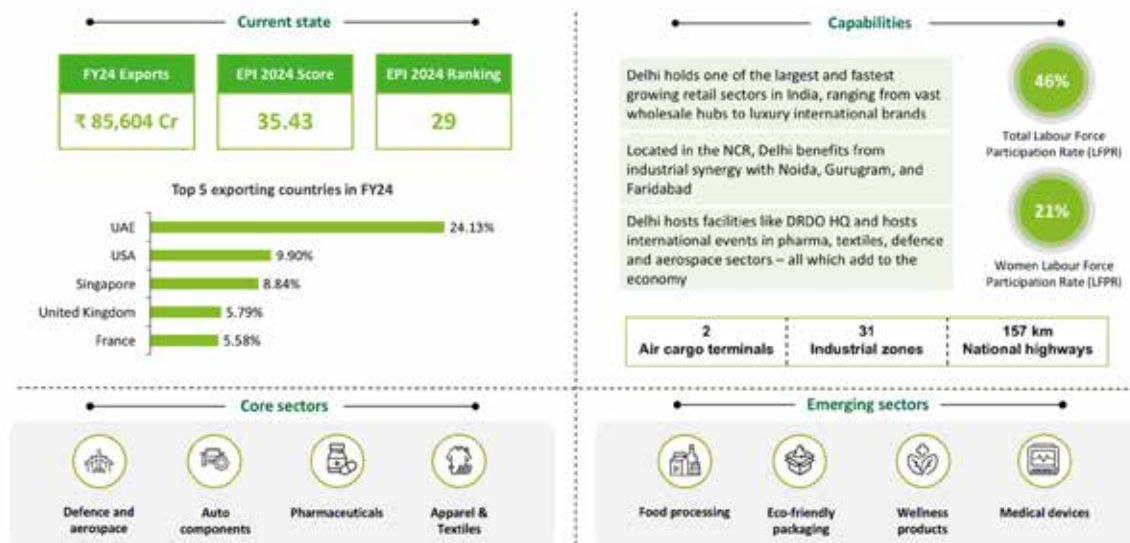 Current state
FY24 Exports
₹ 85,604 Cr
EPI 2024 Score
35.43
EPI 2024 Ranking
29
Top 5 exporting countries in FY24
UAE 24.13%
USA 9.90%
Singapore 8.84%
United Kingdom 5.79%
France 5.58%
Capabilities
Delhi holds one of the largest and fastest
growing retail sectors in India, ranging from vast
wholesale hubs to luxury international brands
Located in the NCR, Delhi benefits from
industrial synergy with Noida, Gurugram, and
Faridabad
Delhi hosts facilities like DRDO HQ and hosts
international events in pharma, textiles, defence
and aerospace sectors – all which add to the
economy
46%
Total Labour Force
Participation Rate (LFPR)
21%
Women Labour Force
Participation Rate (LFPR)
2
Air cargo terminals
31
Industrial zones
157 km
National highways
Core sectors
Defence and
aerospace
Auto
components
Pharmaceuticals
Apparel &
Textiles
Emerging sectors
Food processing
Eco-friendly
packaging
Wellness
products
Medical devices